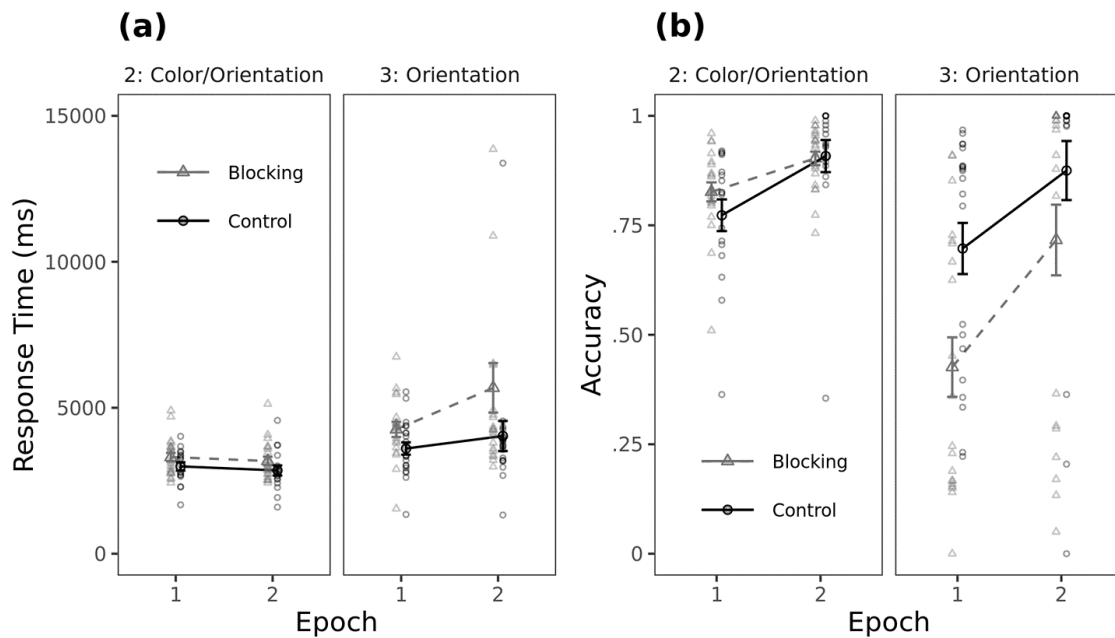 (a)
2: Color/Orientation
3: Orientation
Response Time (ms)
15000
10000
5000
0
Blocking
Control
1
2
1
2
Epoch
(b)
2: Color/Orientation
3: Orientation
Accuracy
1
.75
.50
.25
0
Blocking
Control
1
2
1
2
Epoch